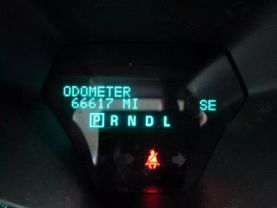 ODOMETER
66617 MI SE
P R N D L